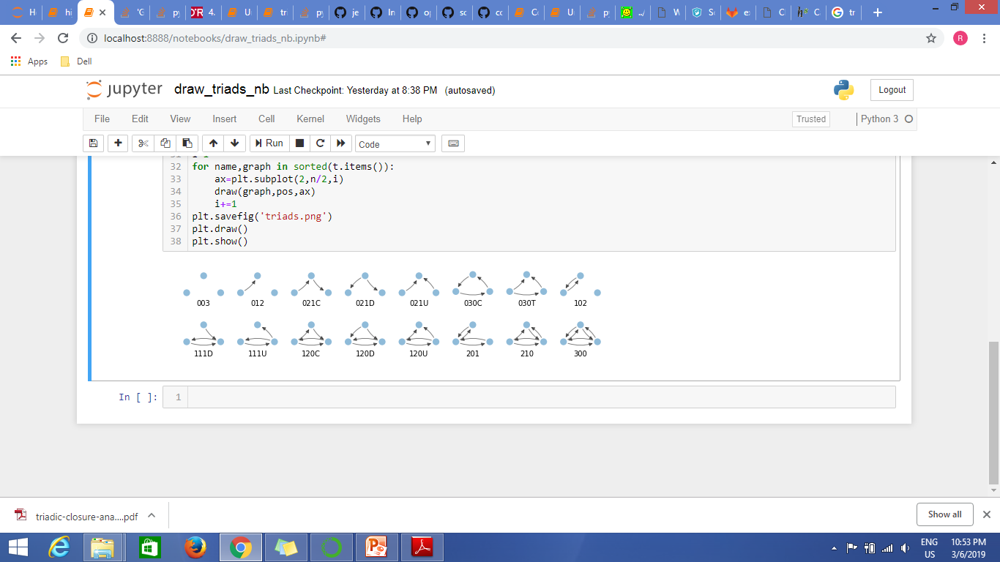 H
hi
'G
py
O'R 4.
U
tri
py
je
In
o
sc
cc
C
U
py
../
W
S
e
Cl
h° C
tr
localhost:8888/notebooks/draw_triads_nb.ipynb#
R
Apps Dell
jupyter draw_triads_nb Last Checkpoint: Yesterday at 8:38 PM (autosaved)
Logout
File Edit View Insert Cell Kernel Widgets Help
Trusted Python 3
Run Code
32 for name,graph in sorted(t.items()):
33 ax=plt.subplot(2,n/2,i)
34 draw(graph,pos,ax)
35 i+=1
36 plt.savefig('triads.png')
37 plt.draw()
38 plt.show()
003 012 021C 021D 021U 030C 030T 102
111D 111U 120C 120D 120U 201 210 300
In [ ]: 1
triadic-closure-ana....pdf
Show all
ENG 10:53 PM
US 3/6/2019